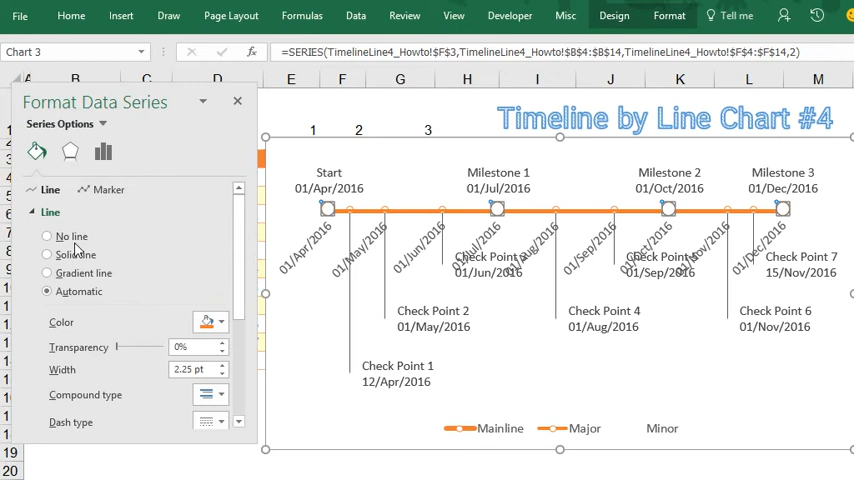 File Home Insert Draw Page Layout Formulas Data Review View Developer Misc Design Format Tell me
Chart 3 fx =SERIES(TimelineLine4_Howto!$F$3,TimelineLine4_Howto!$B$4:$B$14,TimelineLine4_Howto!$F$4:$F$14,2)
A B C D E F G H I J K L M
Format Data Series
Series Options
Line Marker
Line
No line
Solid line
Gradient line
Automatic
Color
Transparency 0%
Width 2.25 pt
Compound type
Dash type
1 2 3
Timeline by Line Chart #4
Start Milestone 1 Milestone 2 Milestone 3
01/Apr/2016 01/Jul/2016 01/Oct/2016 01/Dec/2016
01/Apr/2016 01/May/2016 01/Jun/2016 01/Jul/2016 01/Aug/2016 01/Sep/2016 01/Oct/2016 01/Nov/2016 01/Dec/2016
Check Point Check Point Check Point 7
01/Jun/2016 01/Sep/2016 15/Nov/2016
Check Point 2 Check Point 4 Check Point 6
01/May/2016 01/Aug/2016 01/Nov/2016
Check Point 1
12/Apr/2016
Mainline Major Minor
19
20